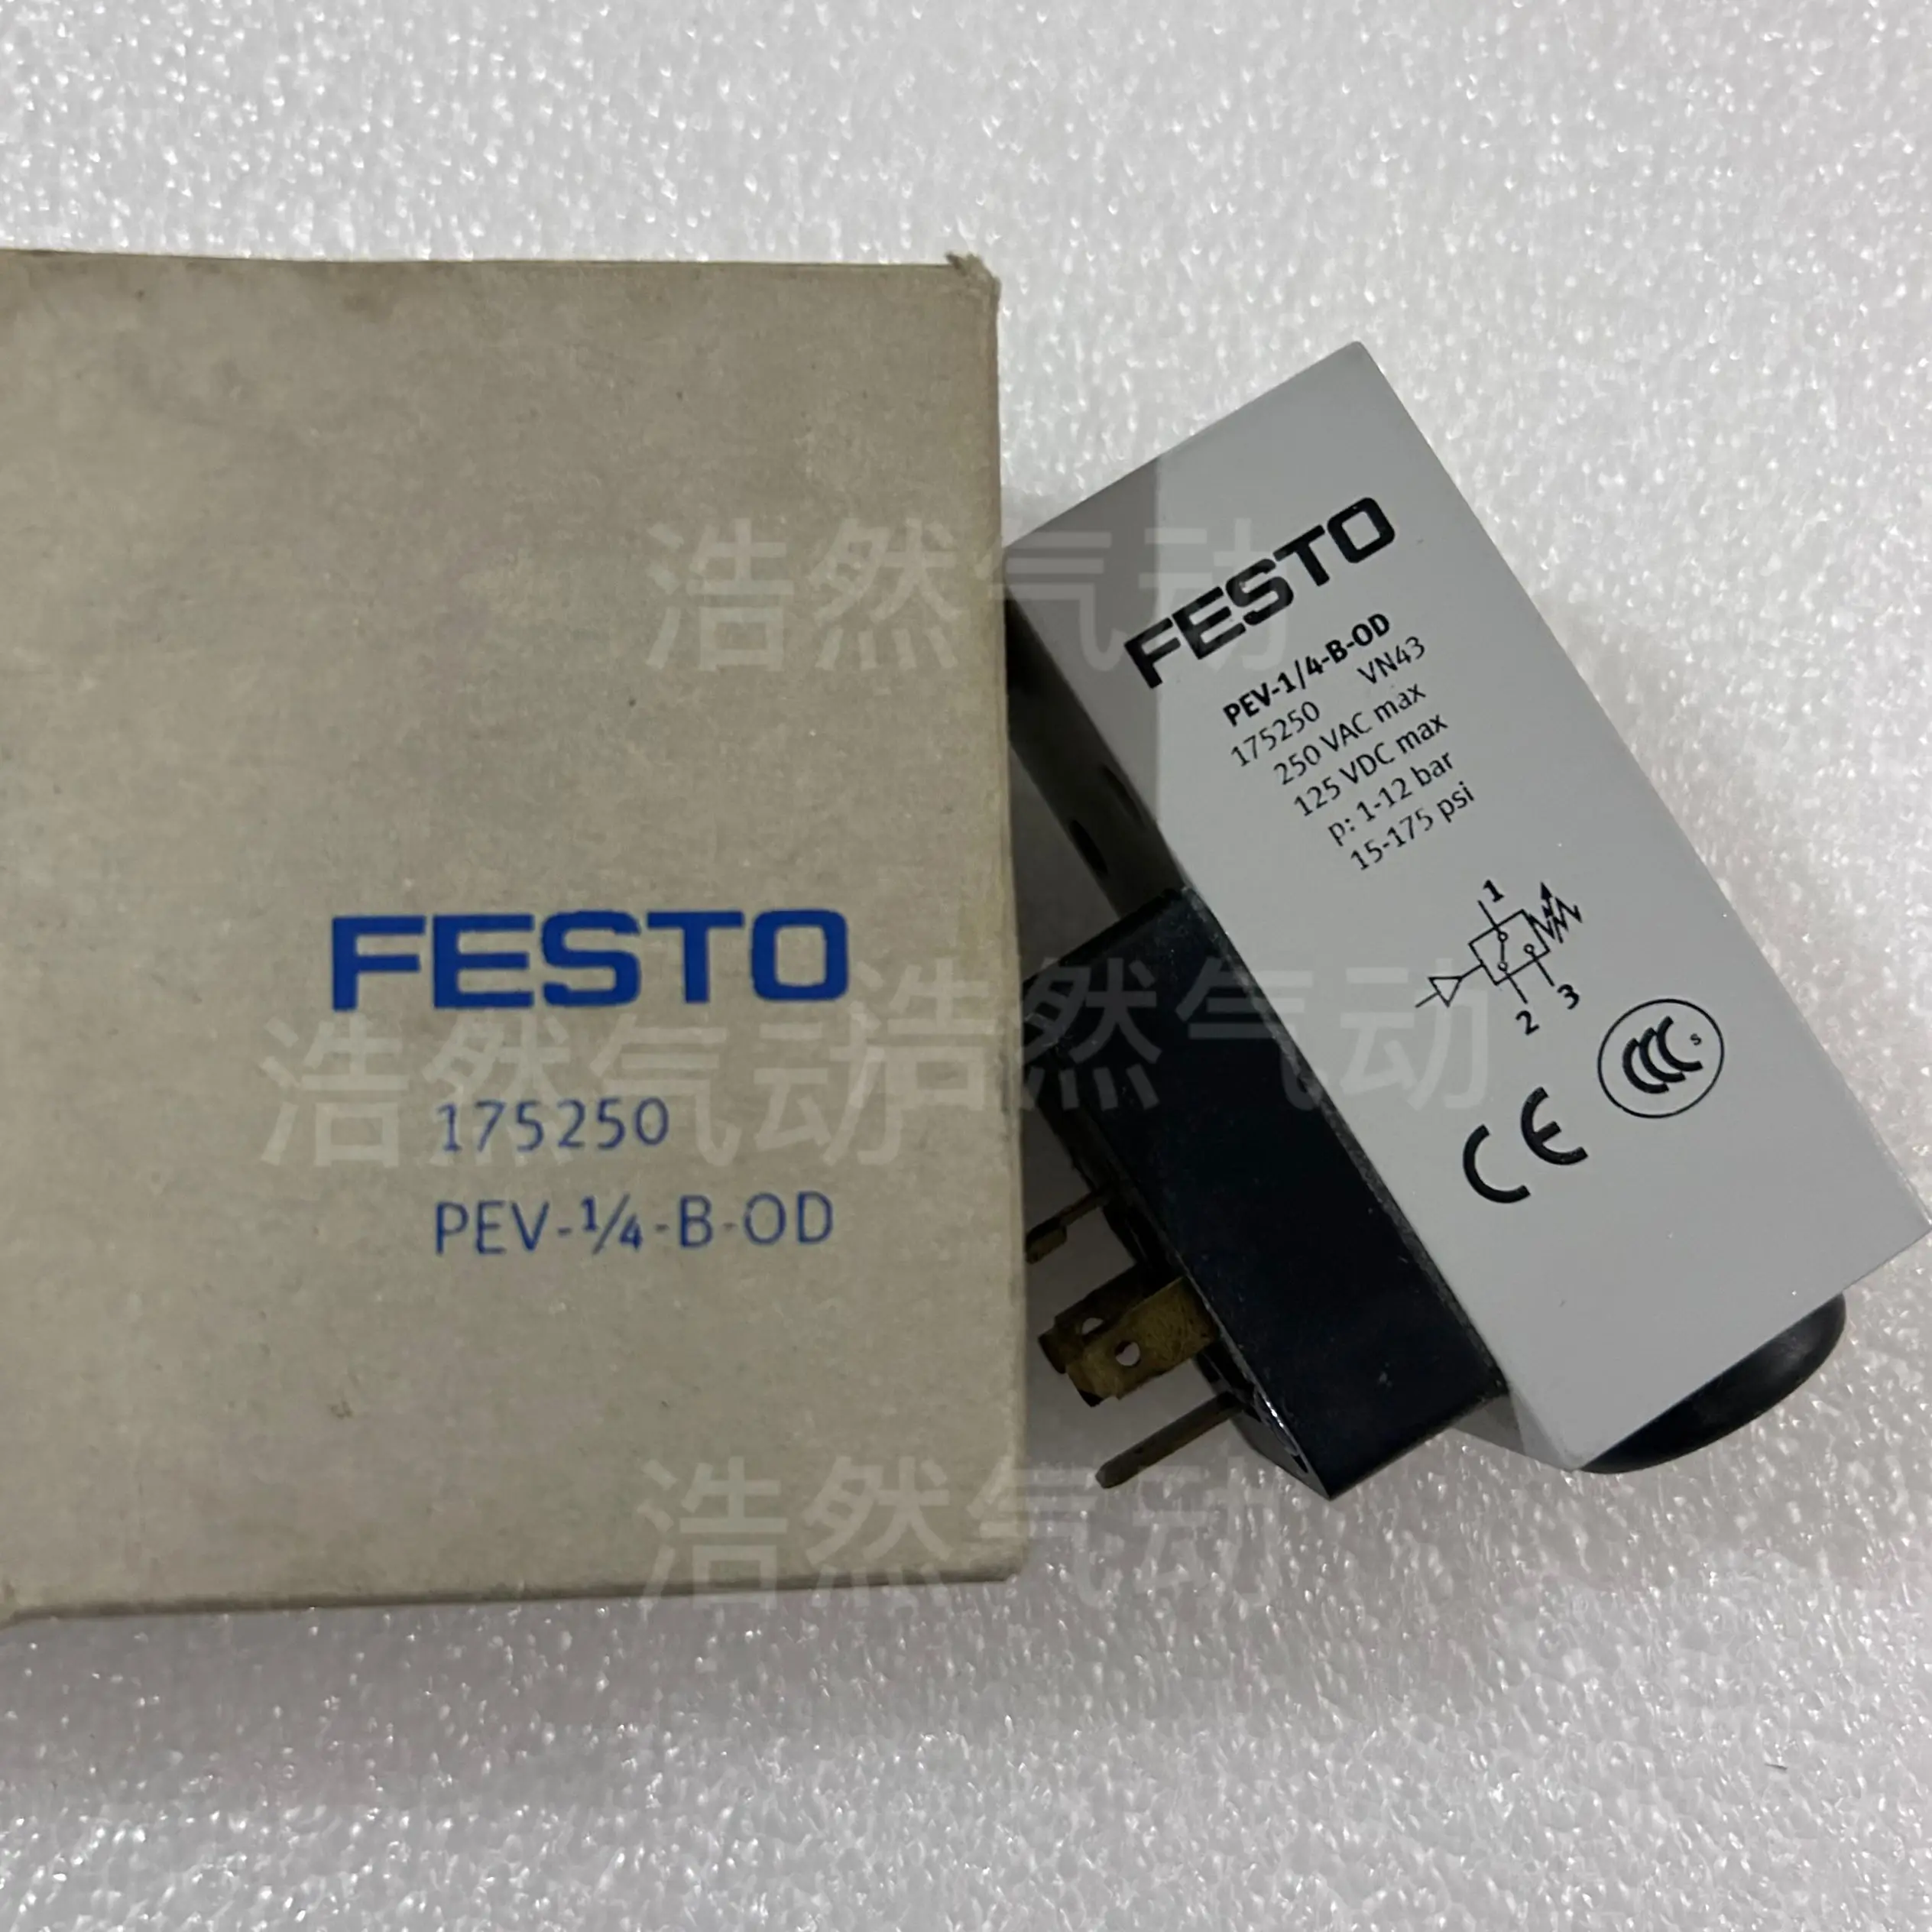 FESTO
175250
PEV-1/4-B-OD
FESTO
PEV-1/4-B-OD
175250 VN43
250 VAC max
125 VDC max
p: 1-12 bar
15-175 psi
1
2 3
CCC S
CE
浩然气动
浩然气动
浩然气动
浩然气动